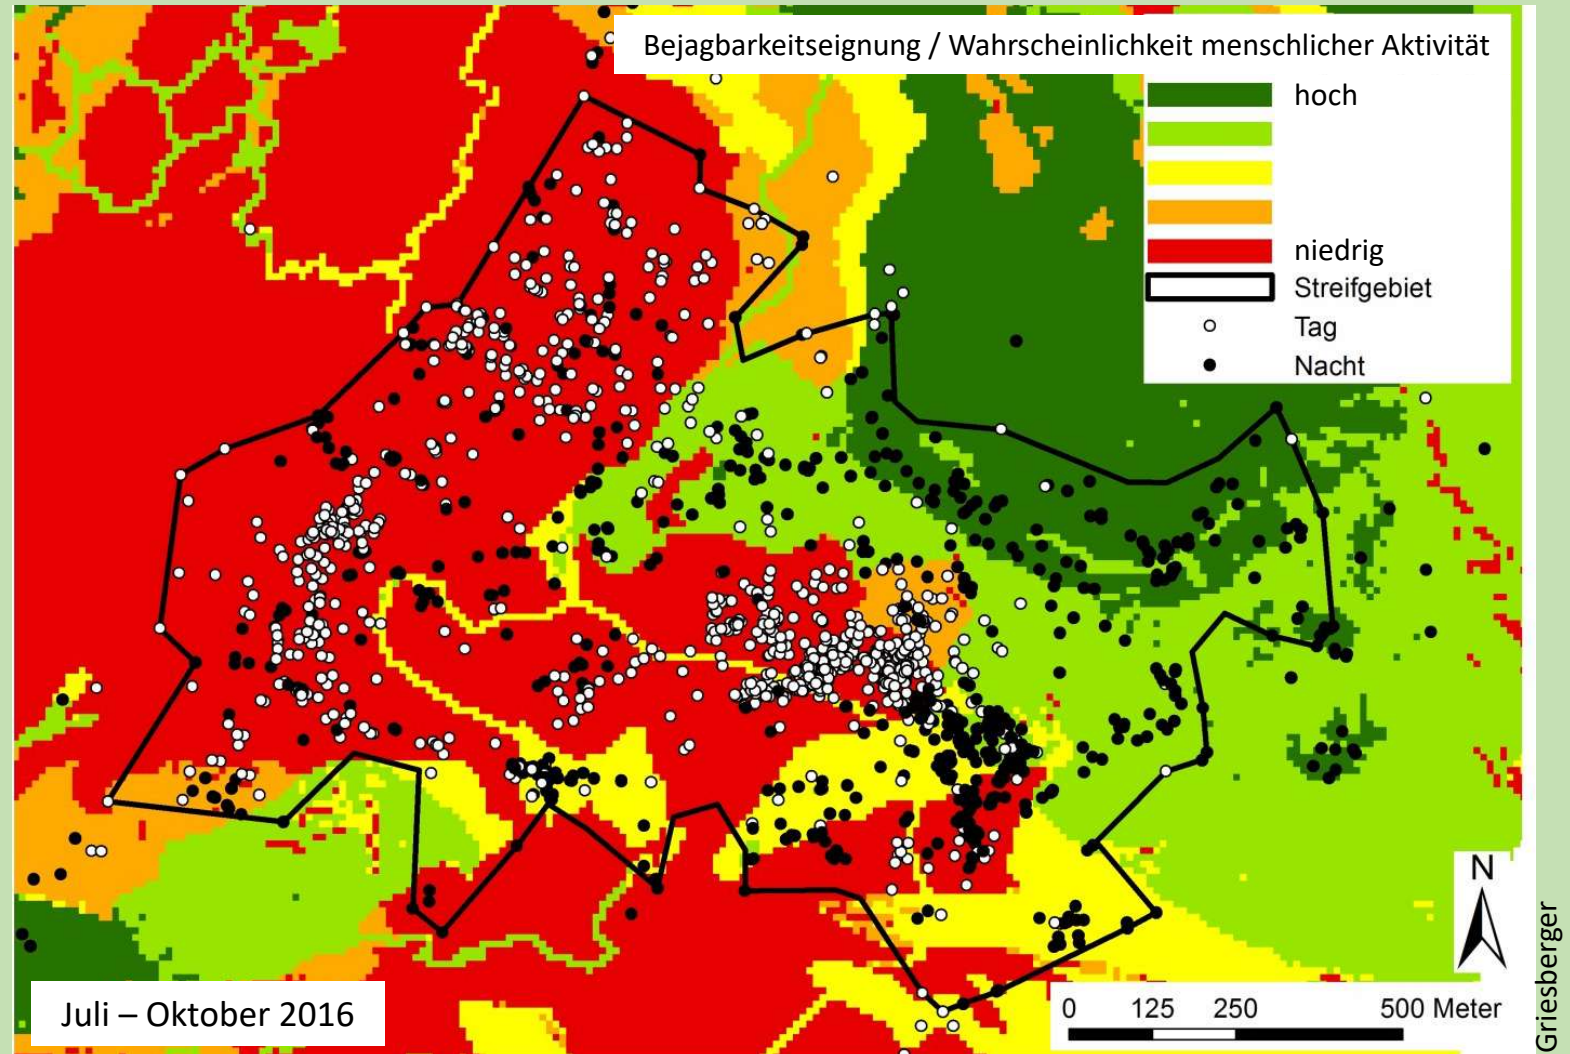 Bejagbarkeitseignung / Wahrscheinlichkeit menschlicher Aktivität
hoch
niedrig
Streifgebiet
Tag
Nacht
N
0 125 250 500 Meter
Juli – Oktober 2016
Griesberger